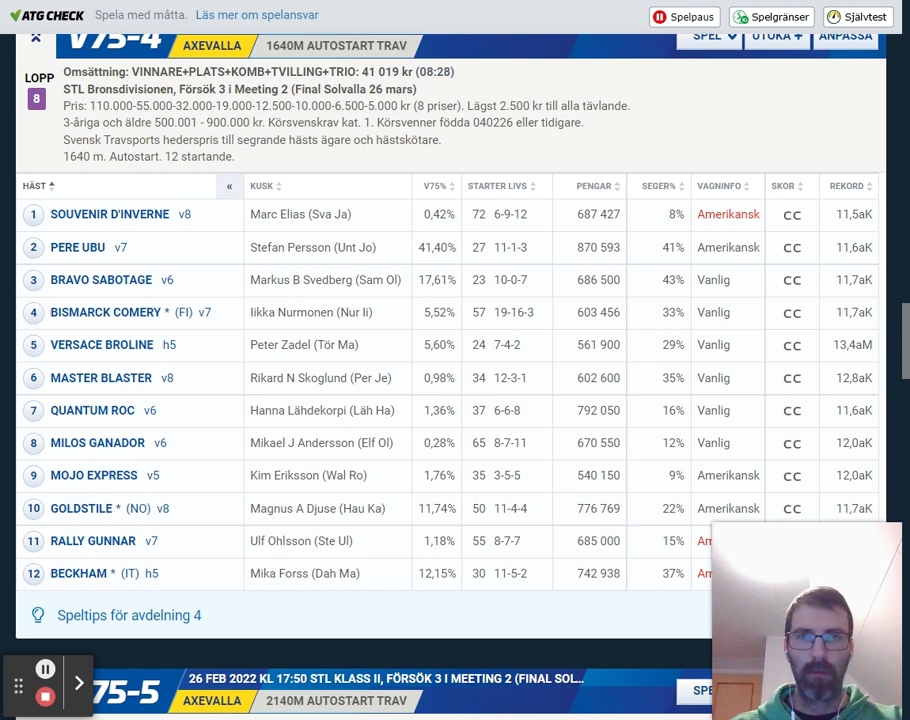 ATG CHECK Spela med måtta. Läs mer om spelansvar Spelpaus Spelgränser Självtest
V75-4 AXEVALLA 1640M AUTOSTART TRAV SPEL UTÖKA + ANPASSA
LOPP
8
Omsättning: VINNARE+PLATS+KOMB+TVILLING+TRIO: 41 019 kr (08:28)
STL Bronsdivisionen, Försök 3 i Meeting 2 (Final Solvalla 26 mars)
Pris: 110.000-55.000-32.000-19.000-12.500-10.000-6.500-5.000 kr (8 priser). Lägst 2.500 kr till alla tävlande.
3-åriga och äldre 500.001 - 900.000 kr. Körsvenskrav kat. 1. Körsvenner födda 040226 eller tidigare.
Svensk Travsports hederspris till segrande hästs ägare och hästskötare.
1640 m. Autostart. 12 startande.
HÄST « KUSK V75% STARTER LIVS PENGAR SEGER% VAGNINFO SKOR REKORD
1 SOUVENIR D'INVERNE v8 Marc Elias (Sva Ja) 0,42% 72 6-9-12 687 427 8% Amerikansk C C 11,5aK
2 PERE UBU v7 Stefan Persson (Unt Jo) 41,40% 27 11-1-3 870 593 41% Amerikansk C C 11,6aK
3 BRAVO SABOTAGE v6 Markus B Svedberg (Sam Ol) 17,61% 23 10-0-7 686 500 43% Vanlig C C 11,7aK
4 BISMARCK COMERY * (FI) v7 Iikka Nurmonen (Nur Ii) 5,52% 57 19-16-3 603 456 33% Vanlig C C 11,7aK
5 VERSACE BROLINE h5 Peter Zadel (Tör Ma) 5,60% 24 7-4-2 561 900 29% Vanlig C C 13,4aM
6 MASTER BLASTER v8 Rikard N Skoglund (Per Je) 0,98% 34 12-3-1 602 600 35% Vanlig C C 12,8aK
7 QUANTUM ROC v6 Hanna Lähdekorpi (Läh Ha) 1,36% 37 6-6-8 792 050 16% Vanlig C C 11,6aK
8 MILOS GANADOR v6 Mikael J Andersson (Elf Ol) 0,28% 65 8-7-11 670 550 12% Vanlig C C 12,0aK
9 MOJO EXPRESS v5 Kim Eriksson (Wal Ro) 1,76% 35 3-5-5 540 150 9% Amerikansk C C 12,0aK
10 GOLDSTILE * (NO) v8 Magnus A Djuse (Hau Ka) 11,74% 50 11-4-4 776 769 22% Amerikansk C C 11,7aK
11 RALLY GUNNAR v7 Ulf Ohlsson (Ste Ul) 1,18% 55 8-7-7 685 000 15% Am
12 BECKHAM * (IT) h5 Mika Forss (Dah Ma) 12,15% 30 11-5-2 742 938 37% Am
Speltips för avdelning 4
75-5 26 FEB 2022 KL 17:50 STL KLASS II, FÖRSÖK 3 I MEETING 2 (FINAL SOL...
AXEVALLA 2140M AUTOSTART TRAV SPE